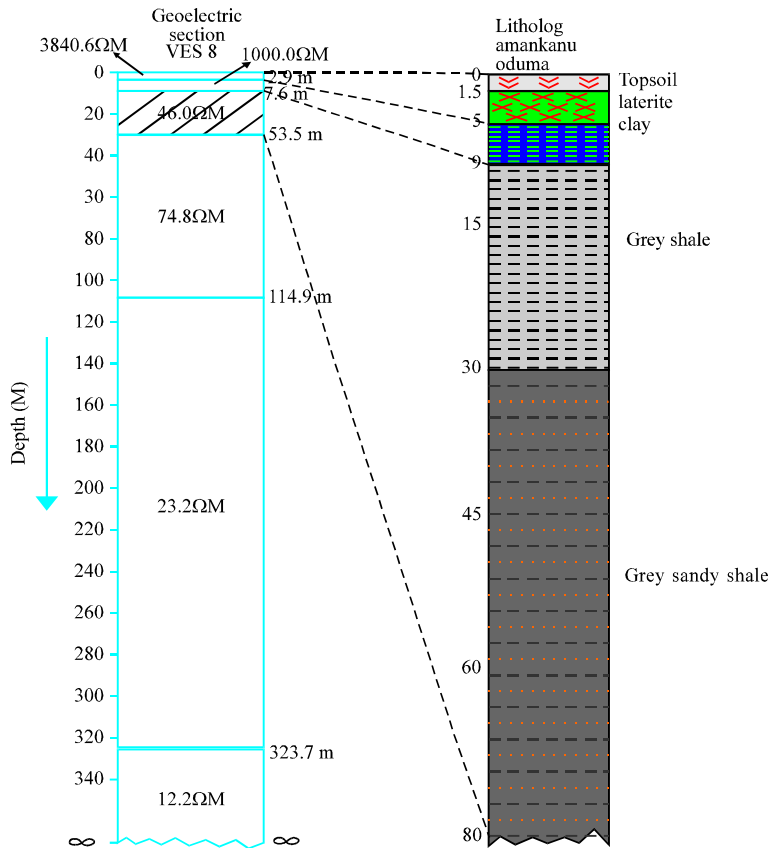 Geoelectric
section
VES 8
3840.6ΩM
1000.0ΩM
0
20
40
30
80
100
120
140
160
180
200
220
240
260
280
300
320
340
∞
Depth (M)
2.9 m
7.6 m
46.0ΩM
53.5 m
74.8ΩM
114.9 m
23.2ΩM
323.7 m
12.2ΩM
∞
Litholog
amankanu
oduma
0
1.5
5
9
15
30
45
60
80
Topsoil
laterite
clay
Grey shale
Grey sandy shale